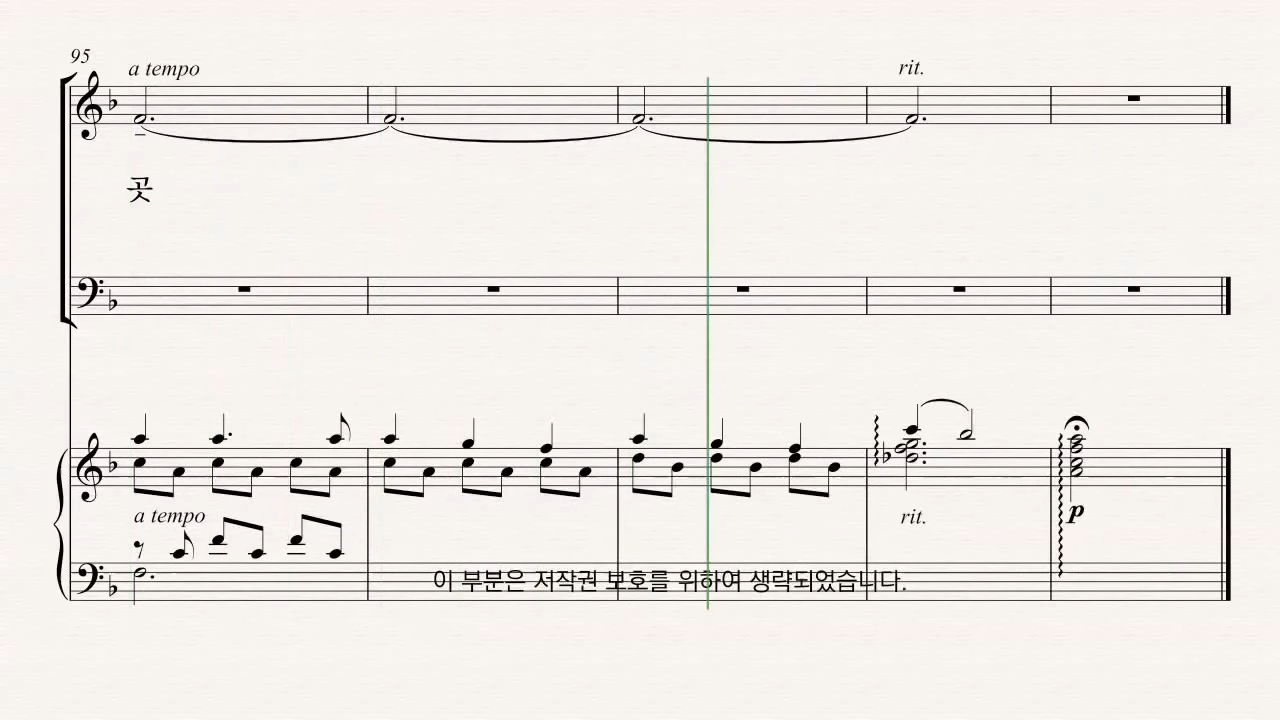 95
a tempo
rit.
곳
a tempo
rit.
p
이 부분은 저작권 보호를 위하여 생략되었습니다.